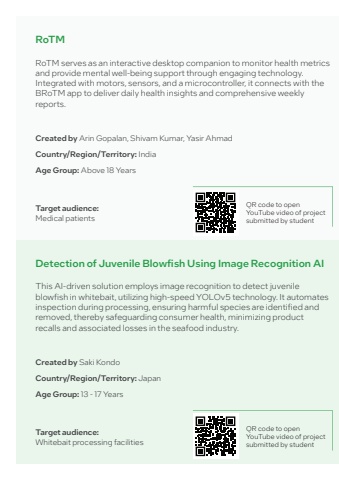 RoTM
RoTM serves as an interactive desktop companion to monitor health metrics
and provide mental well-being support through engaging technology.
Integrated with motors, sensors, and a microcontroller, it connects with the
BRoTM app to deliver daily health insights and comprehensive weekly
reports.
Created by Arin Gopalan, Shivam Kumar, Yasir Ahmad
Country/Region/Territory: India
Age Group: Above 18 Years
Target audience:
Medical patients
QR code to open
YouTube video of project
submitted by student
Detection of Juvenile Blowfish Using Image Recognition AI
This AI-driven solution employs image recognition to detect juvenile
blowfish in whitebait, utilizing high-speed YOLOv5 technology. It automates
inspection during processing, ensuring harmful species are identified and
removed, thereby safeguarding consumer health, minimizing product
recalls and associated losses in the seafood industry.
Created by Saki Kondo
Country/Region/Territory: Japan
Age Group: 13 - 17 Years
Target audience:
Whitebait processing facilities
QR code to open
YouTube video of project
submitted by student